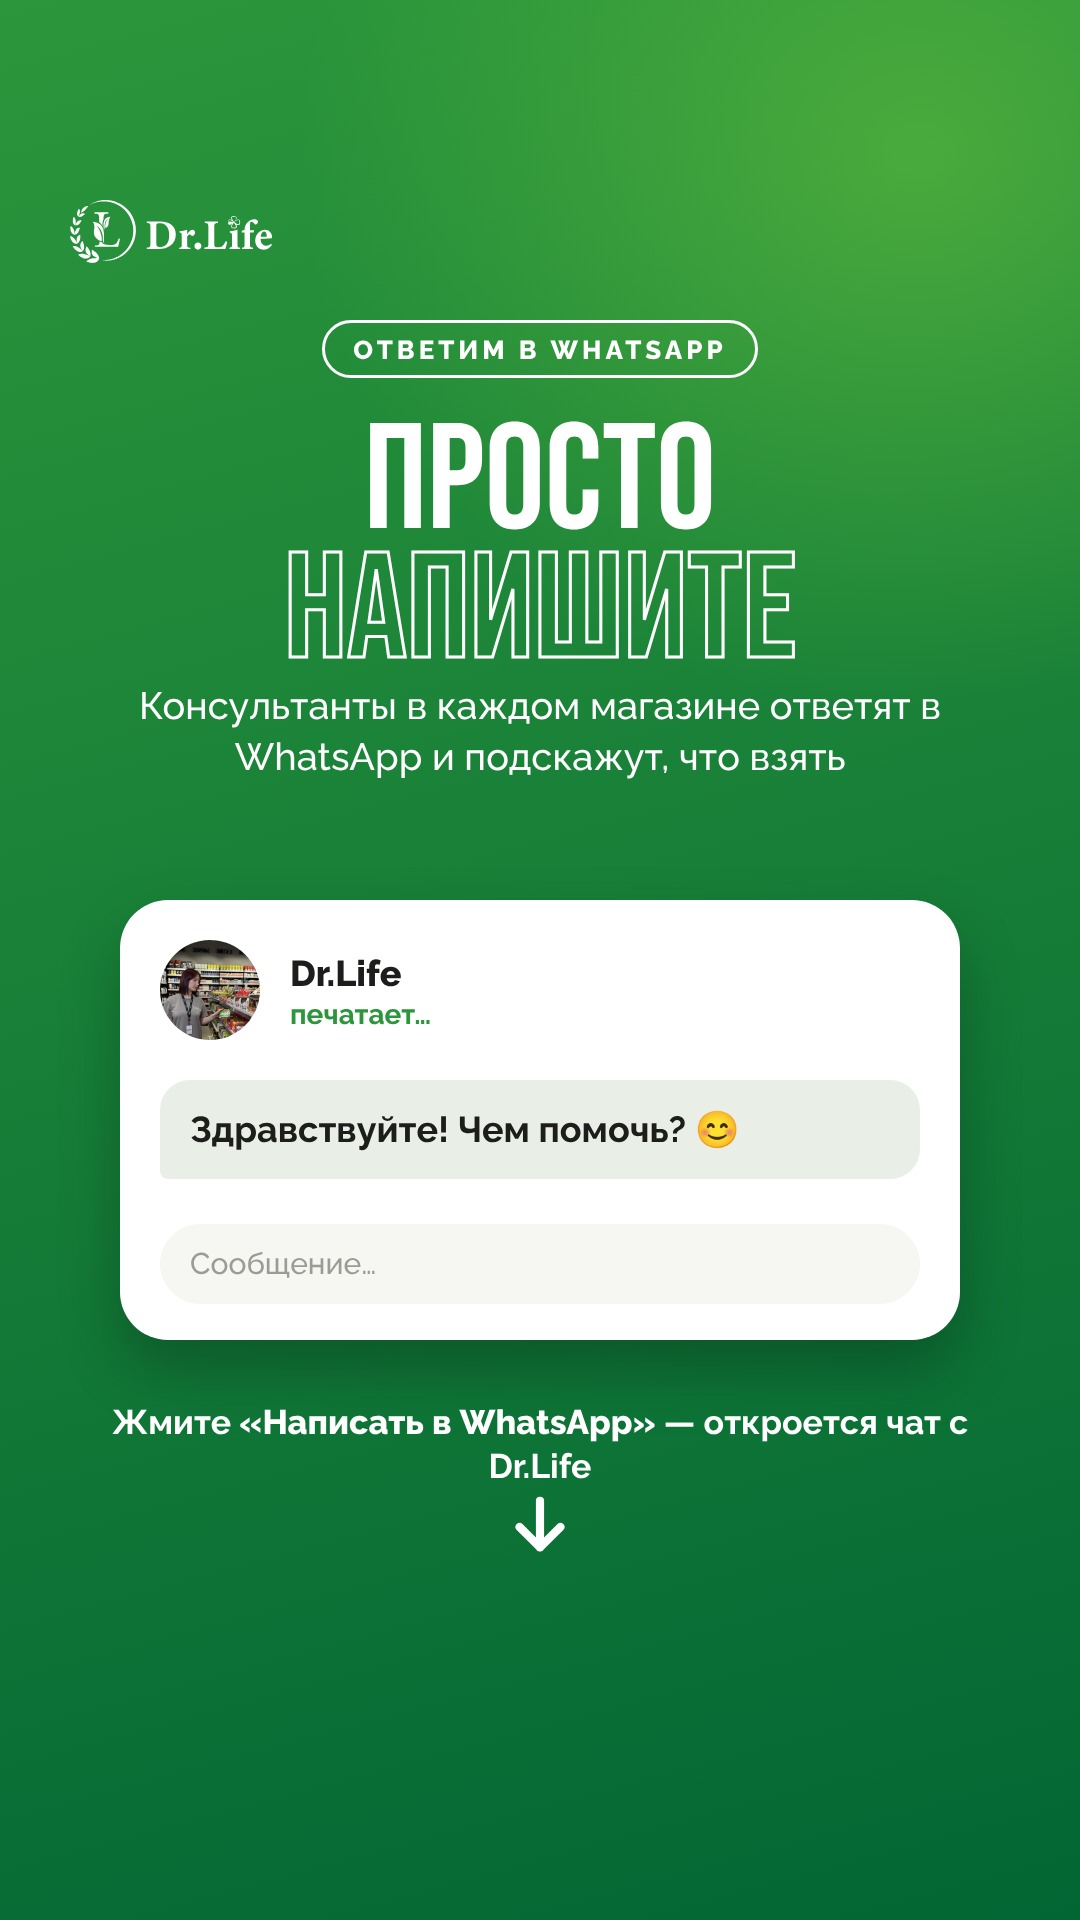 Dr.Life
ОТВЕТИМ В WHATSAPP
ПРОСТО
НАПИШИТЕ
Консультанты в каждом магазине ответят в
WhatsApp и подскажут, что взять
Dr.Life
печатает...
Здравствуйте! Чем помочь? 😊
Сообщение...
Жмите «Написать в WhatsApp» — откроется чат с
Dr.Life